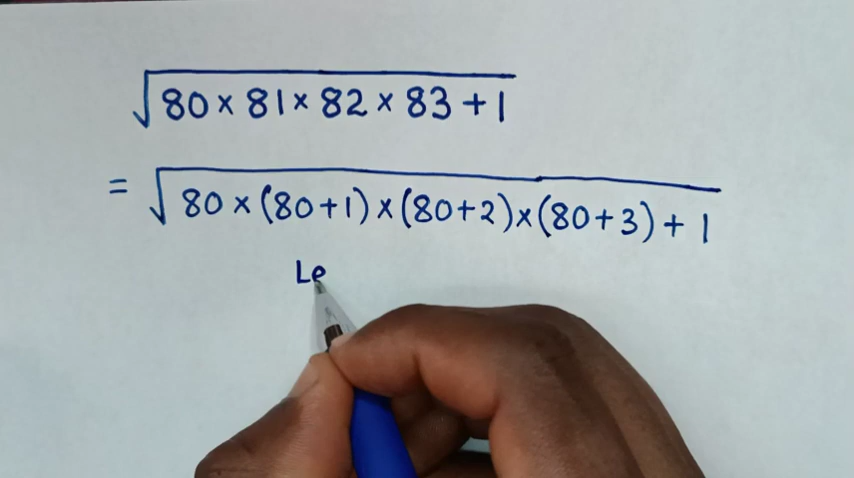 √80 × 81 × 82 × 83 + 1
= √80 × (80+1) × (80+2) × (80+3) + 1
Le